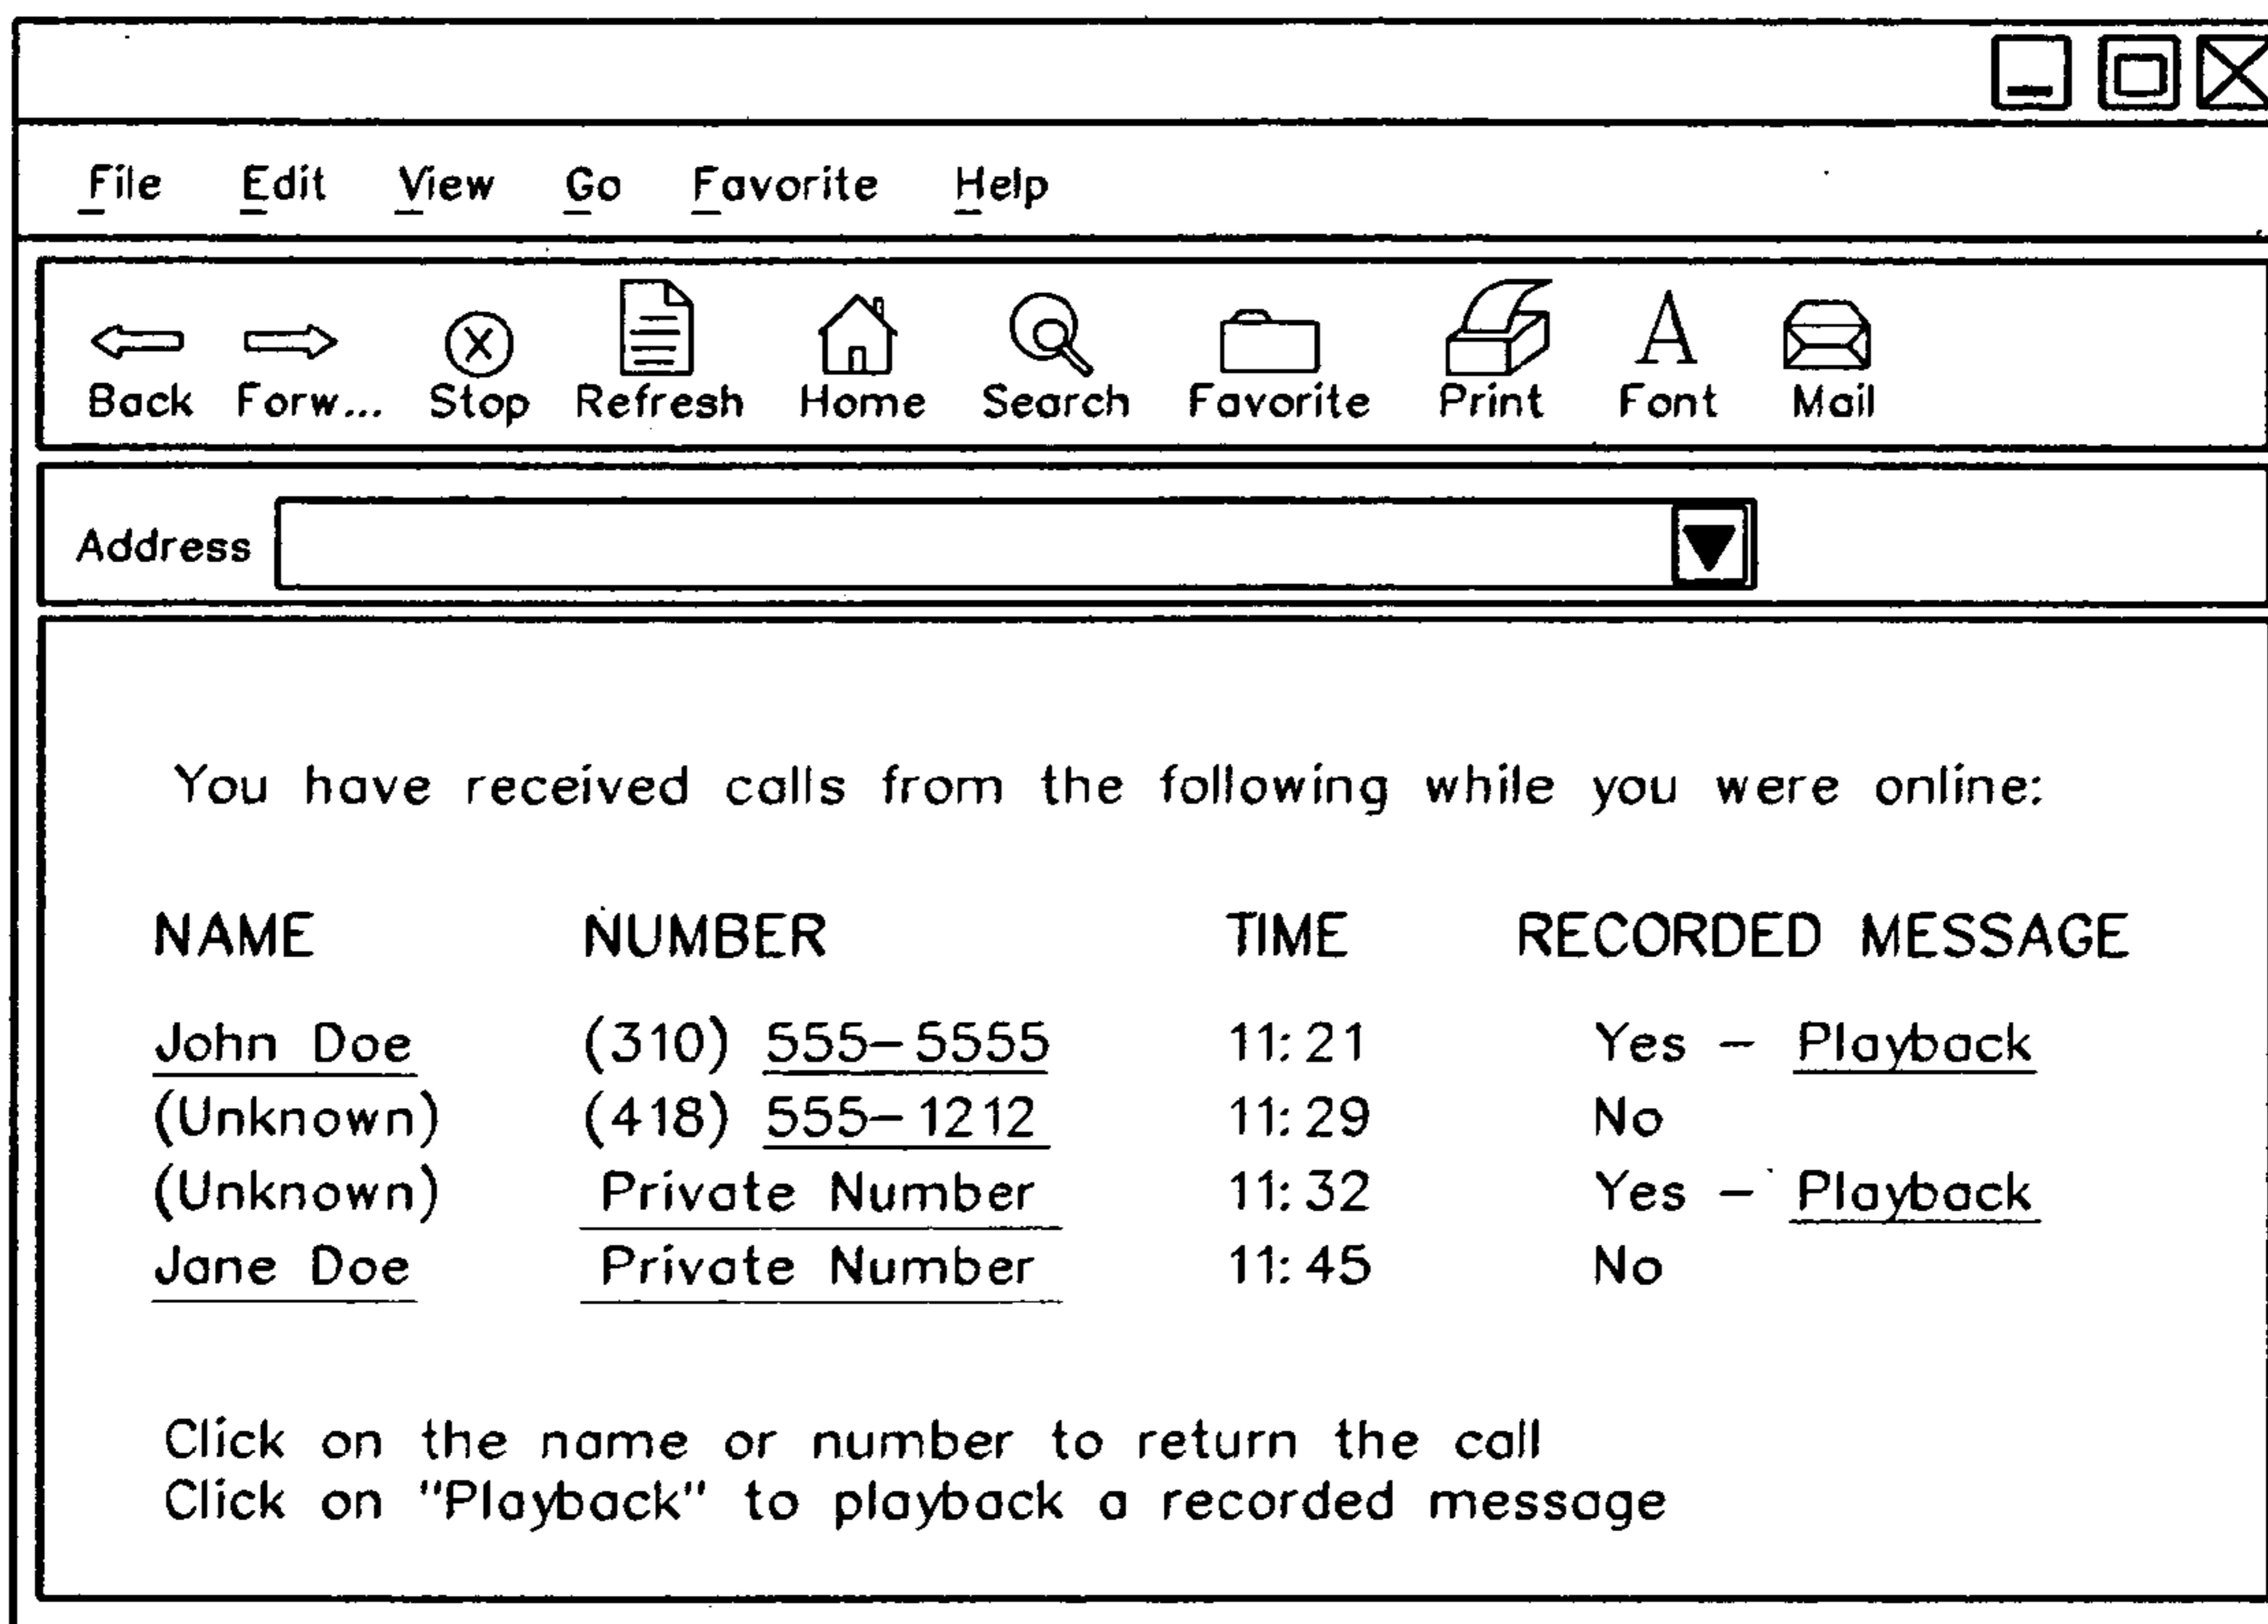 File Edit View Go Favorite Help
Back Forw... Stop Refresh Home Search Favorite Print Font Mail
Address
You have received calls from the following while you were online:
NAME NUMBER TIME RECORDED MESSAGE
John Doe (310) 555-5555 11:21 Yes - Playback
(Unknown) (418) 555-1212 11:29 No
(Unknown) Private Number 11:32 Yes - Playback
Jane Doe Private Number 11:45 No
Click on the name or number to return the call
Click on "Playback" to playback a recorded message